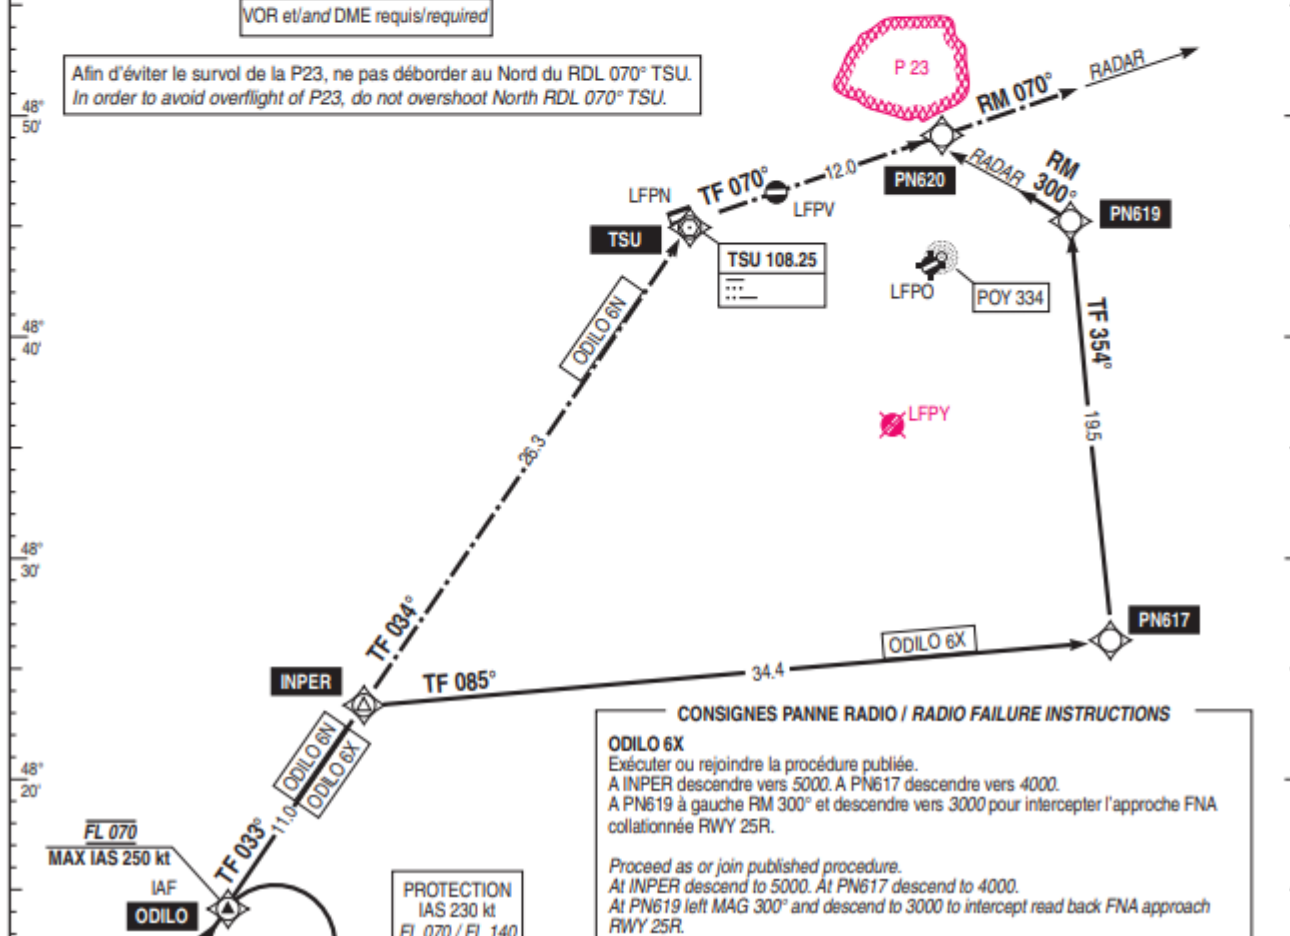 VOR et/and DME requis/required
Afin d'éviter le survol de la P23, ne pas déborder au Nord du RDL 070° TSU.
In order to avoid overflight of P23, do not overshoot North RDL 070° TSU.
48°
50'
P 23
RM 070°
RADAR
RADAR
RM
300°
PN620
PN619
12.0
TF 070°
LFPV
LFPN
TSU
TSU 108.25
LFPO
POY 334
ODILO 6N
48°
40'
TF 354°
LFPY
19.5
26.3
48°
30'
TF 034°
PN617
ODILO 6X
INPER
TF 085°
34.4
ODILO 6N
ODILO 6X
48°
20'
11.0
TF 033°
FL 070
MAX IAS 250 kt
IAF
ODILO
PROTECTION
IAS 230 kt
FL 070 / FL 140
CONSIGNES PANNE RADIO / RADIO FAILURE INSTRUCTIONS
ODILO 6X
Exécuter ou rejoindre la procédure publiée.
A INPER descendre vers 5000. A PN617 descendre vers 4000.
A PN619 à gauche RM 300° et descendre vers 3000 pour intercepter l'approche FNA
collationnée RWY 25R.
Proceed as or join published procedure.
At INPER descend to 5000. At PN617 descend to 4000.
At PN619 left MAG 300° and descend to 3000 to intercept read back FNA approach
RWY 25R.